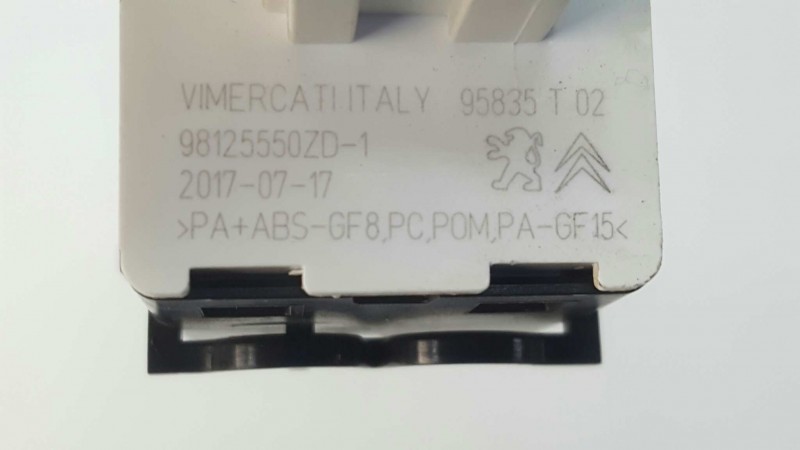 VIMERCATI ITALY 95835 T 02
98125550ZD-1
2017-07-17
>PA+ABS-GF8,PC,POM,PA-GF15<